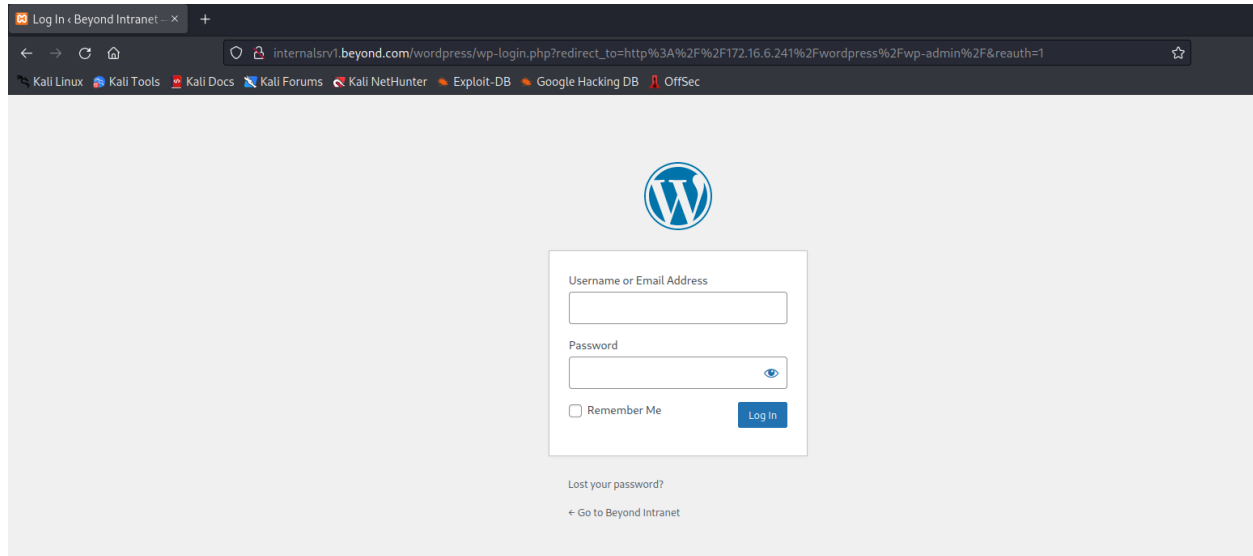 Log In ‹ Beyond Intranet —
internalsrv1.beyond.com/wordpress/wp-login.php?redirect_to=http%3A%2F%2F172.16.6.241%2Fwordpress%2Fwp-admin%2F&reauth=1
Kali Linux Kali Tools Kali Docs Kali Forums Kali NetHunter Exploit-DB Google Hacking DB OffSec
Username or Email Address
Password
Remember Me Log In
Lost your password?
← Go to Beyond Intranet